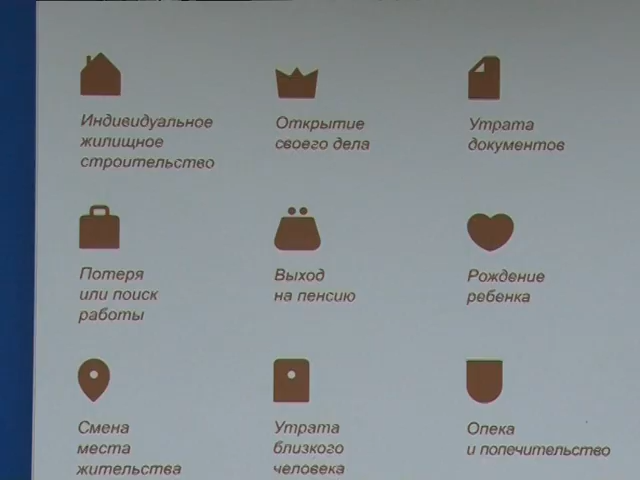 Индивидуальное
жилищное
строительство
Открытие
своего дела
Утрата
документов
Потеря
или поиск
работы
Выход
на пенсию
Рождение
ребенка
Смена
места
жительства
Утрата
близкого
человека
Опека
и попечительство